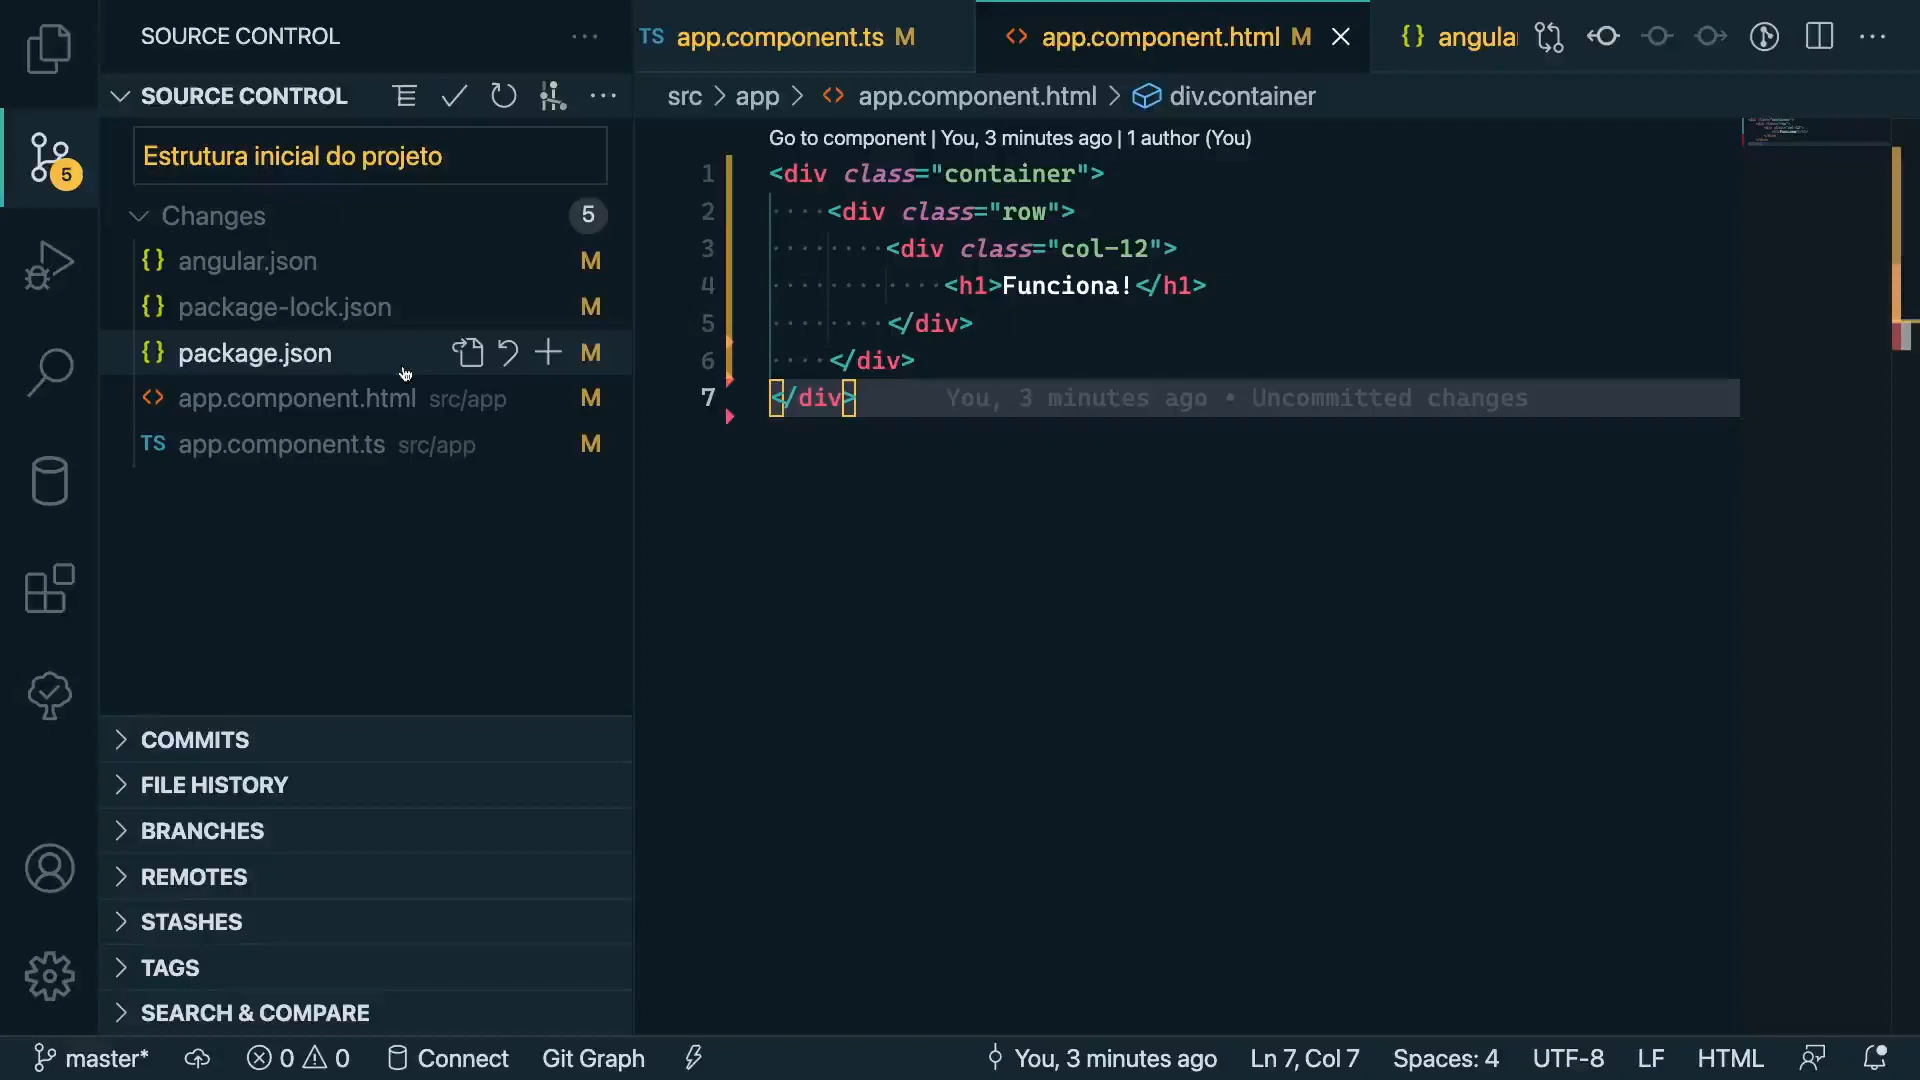 SOURCE CONTROL
SOURCE CONTROL
Estrutura inicial do projeto
Changes 5
{} angular.json M
{} package-lock.json M
{} package.json M
<> app.component.html src/app M
TS app.component.ts src/app M
COMMITS
FILE HISTORY
BRANCHES
REMOTES
STASHES
TAGS
SEARCH & COMPARE
5
TS app.component.ts M
<> app.component.html M
{} angula
src > app > <> app.component.html > div.container
Go to component | You, 3 minutes ago | 1 author (You)
1 <div class="container">
2 ····<div class="row">
3 ········<div class="col-12">
4 ············<h1>Funciona!</h1>
5 ········</div>
6 ····</div>
7 </div> You, 3 minutes ago • Uncommitted changes
master* 0 0 Connect Git Graph You, 3 minutes ago Ln 7, Col 7 Spaces: 4 UTF-8 LF HTML